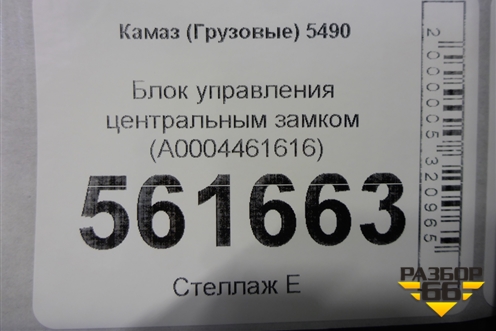 Камаз (Грузовые) 5490
Блок управления
центральным замком
(A0004461616)
561663
Стеллаж Е
2000005320965
РАЗБОР
66